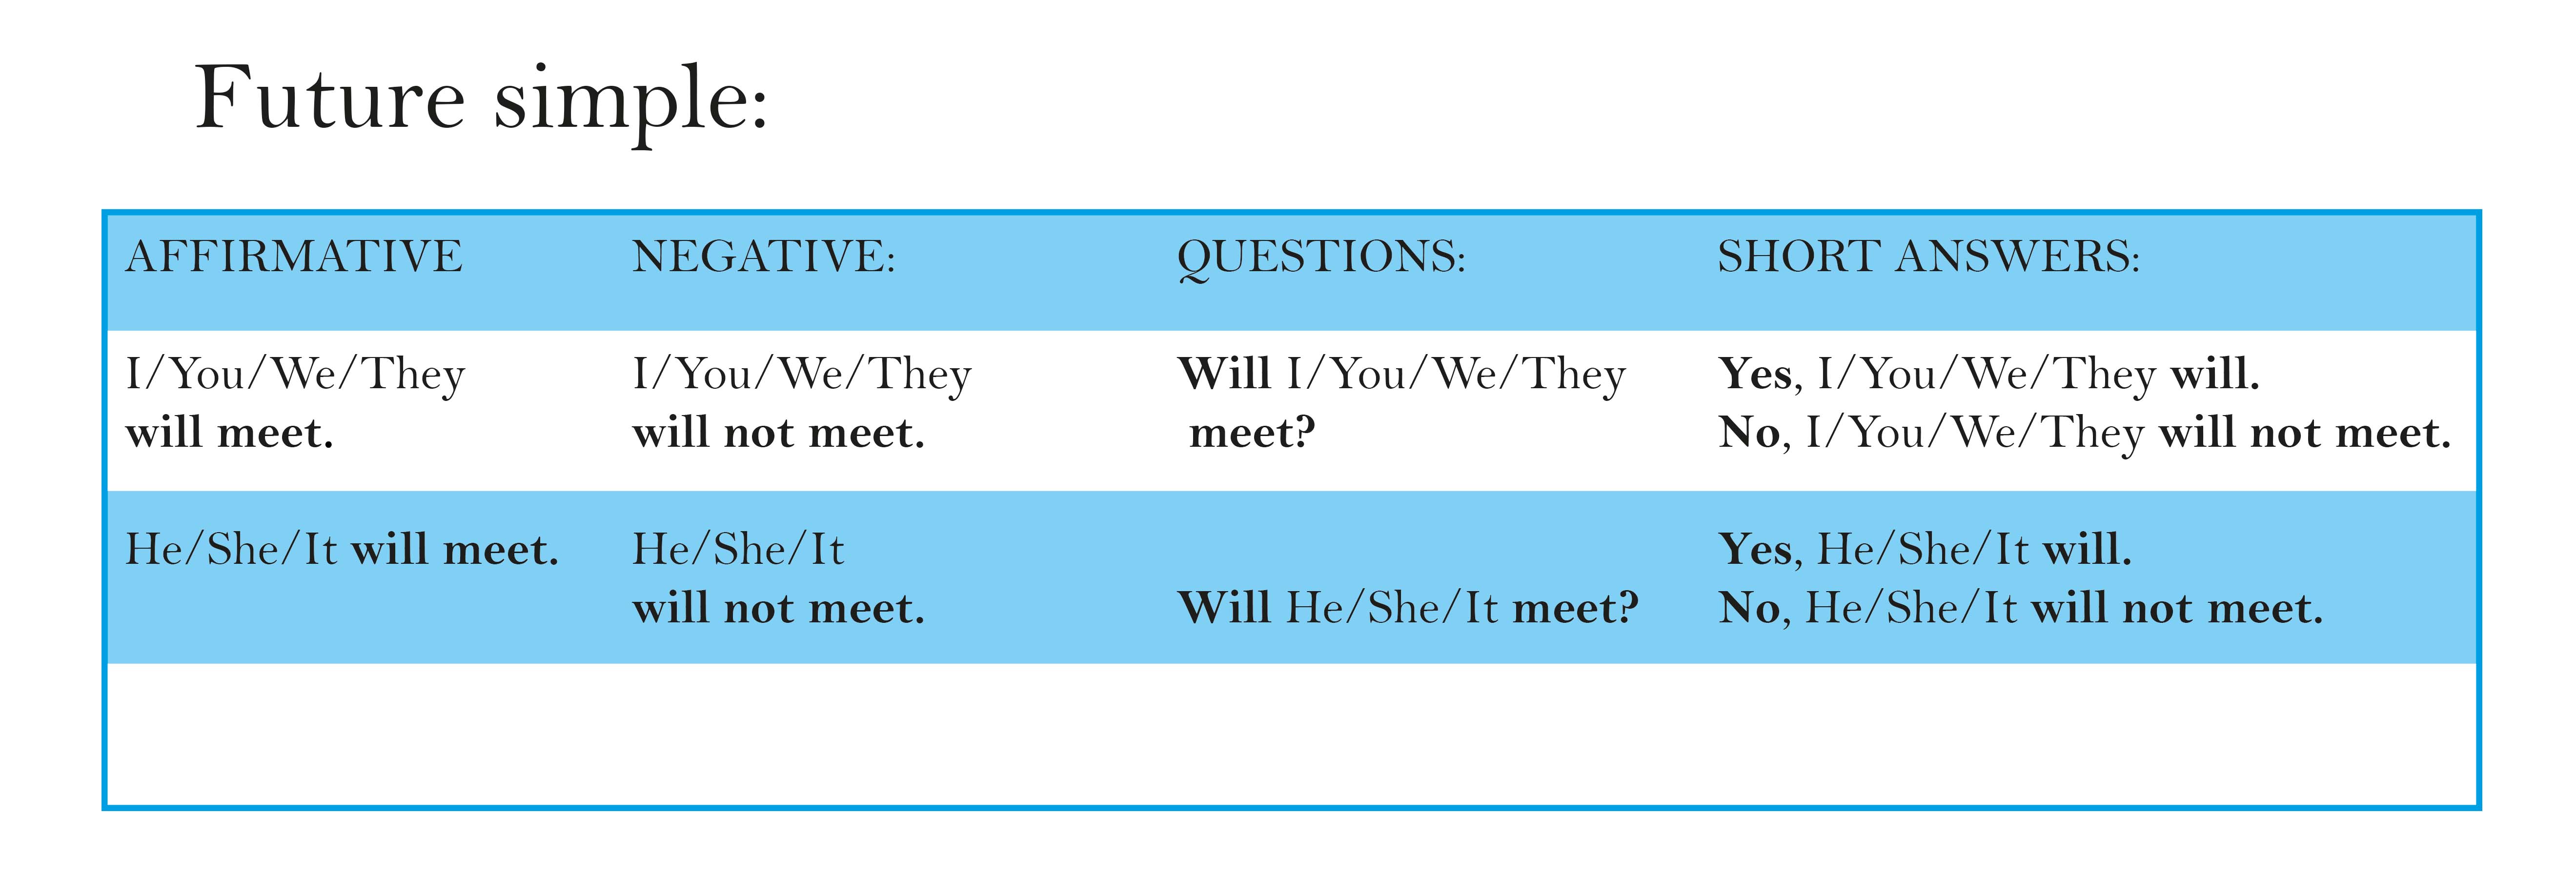 Future simple:
AFFIRMATIVE
NEGATIVE:
QUESTIONS:
SHORT ANSWERS:
I/You/We/They
will meet.
I/You/We/They
will not meet.
Will I/You/We/They
meet?
Yes, I/You/We/They will.
No, I/You/We/They will not meet.
He/She/It will meet.
He/She/It
will not meet.
Will He/She/It meet?
Yes, He/She/It will.
No, He/She/It will not meet.